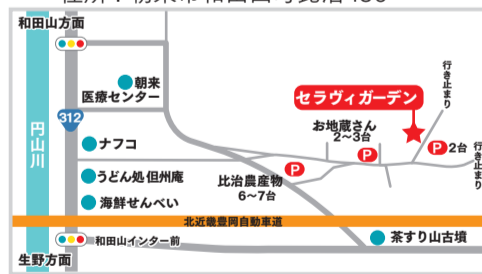 和田山方面
朝来
医療センター
円山川
312
ナフコ
うどん処 但州庵
海鮮せんべい
セラヴィガーデン
お地蔵さん
2〜3台
P
P
P 2台
行き止まり
行き止まり
比治農産物
6〜7台
北近畿豊岡自動車道
和田山インター前
茶すり山古墳
生野方面